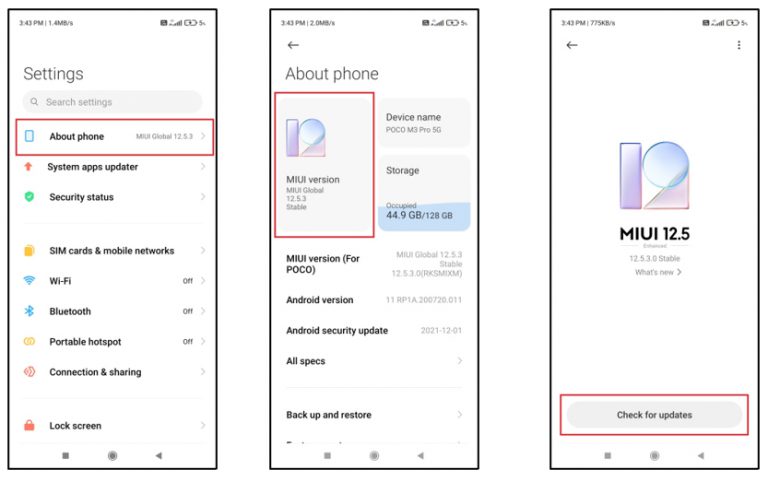 3:43 PM | 1.4MB/s
Settings
Search settings
About phone MIUI Global 12.5.3
System apps updater
Security status
SIM cards & mobile networks
Wi-Fi Off
Bluetooth Off
Portable hotspot Off
Connection & sharing
Lock screen
3:43 PM | 2.0MB/s
About phone
MIUI version
MIUI Global
12.5.3
Stable
Device name
POCO M3 Pro 5G
Storage
Occupied
44.9 GB/128 GB
MIUI version (For
POCO)
MIUI Global 12.5.3
Stable
12.5.3.0(RKSMIXM)
Android version 11 RP1A.200720.011
Android security update 2021-12-01
All specs
Back up and restore
3:43 PM | 775KB/s
MIUI 12.5
Enhanced
12.5.3.0 Stable
What's new
Check for updates